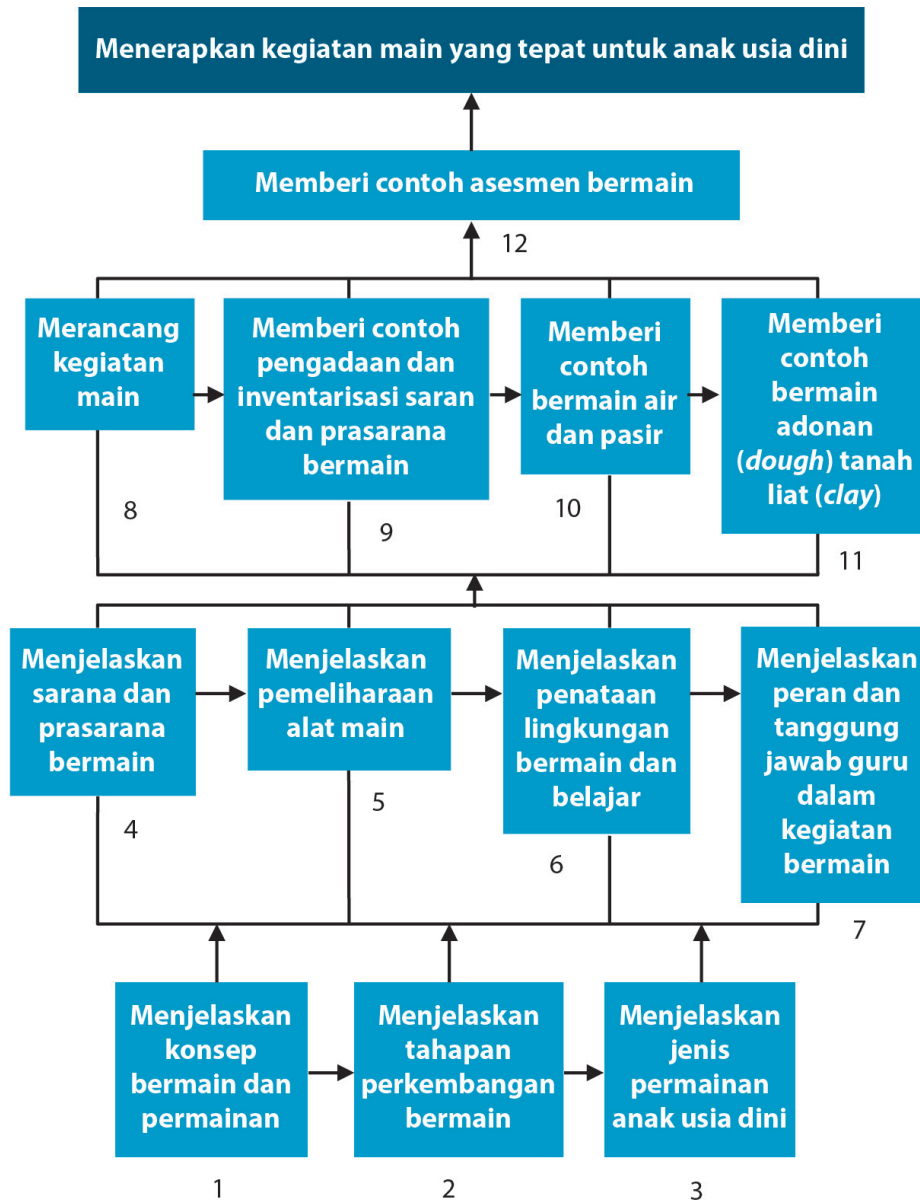 Menerapkan kegiatan main yang tepat untuk anak usia dini
Memberi contoh asesmen bermain
12
Merancang
kegiatan
main
8
Memberi contoh
pengadaan dan
inventarisasi saran
dan prasarana
bermain
9
Memberi
contoh
bermain air
dan pasir
10
Memberi
contoh
bermain
adonan
(dough) tanah
liat (clay)
11
Menjelaskan
sarana dan
prasarana
bermain
4
Menjelaskan
pemeliharaan
alat main
5
Menjelaskan
penataan
lingkungan
bermain dan
belajar
6
Menjelaskan
peran dan
tanggung
jawab guru
dalam
kegiatan
bermain
7
Menjelaskan
konsep
bermain dan
permainan
1
Menjelaskan
tahapan
perkembangan
bermain
2
Menjelaskan
jenis
permainan
anak usia dini
3